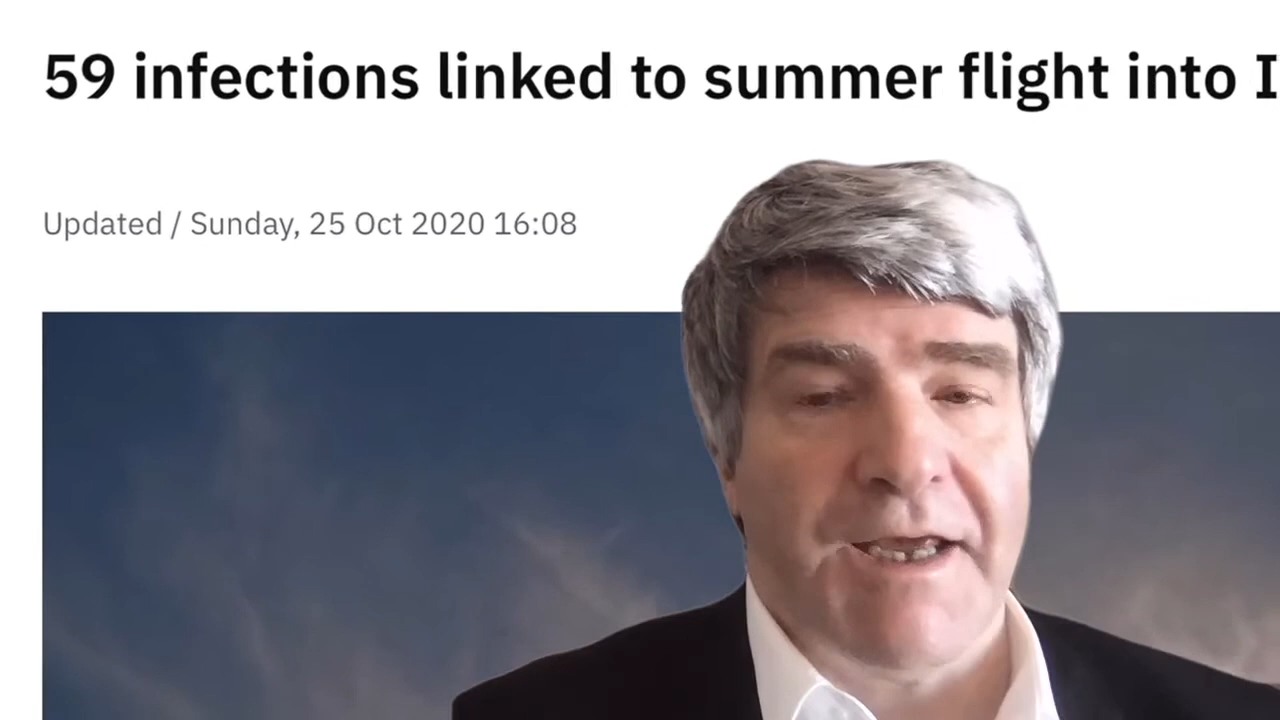 59 infections linked to summer flight into I
Updated / Sunday, 25 Oct 2020 16:08